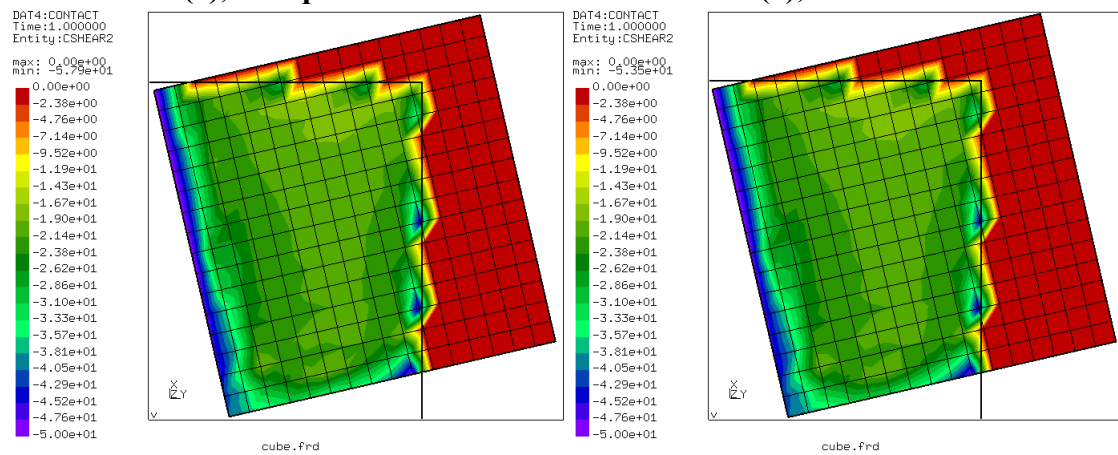 DAT4:CONTACT
Time:1.000000
Entity:CSHEAR2
max: 0.00e+00
min: -5.79e+01
0.00e+00
-2.38e+00
-4.76e+00
-7.14e+00
-9.52e+00
-1.19e+01
-1.43e+01
-1.67e+01
-1.90e+01
-2.14e+01
-2.38e+01
-2.62e+01
-2.86e+01
-3.10e+01
-3.33e+01
-3.57e+01
-3.81e+01
-4.05e+01
-4.29e+01
-4.52e+01
-4.76e+01
-5.00e+01
X
Z Y
cube.frd
DAT4:CONTACT
Time:1.000000
Entity:CSHEAR2
max: 0.00e+00
min: -5.35e+01
0.00e+00
-2.38e+00
-4.76e+00
-7.14e+00
-9.52e+00
-1.19e+01
-1.43e+01
-1.67e+01
-1.90e+01
-2.14e+01
-2.38e+01
-2.62e+01
-2.86e+01
-3.10e+01
-3.33e+01
-3.57e+01
-3.81e+01
-4.05e+01
-4.29e+01
-4.52e+01
-4.76e+01
-5.00e+01
X
Z Y
cube.frd